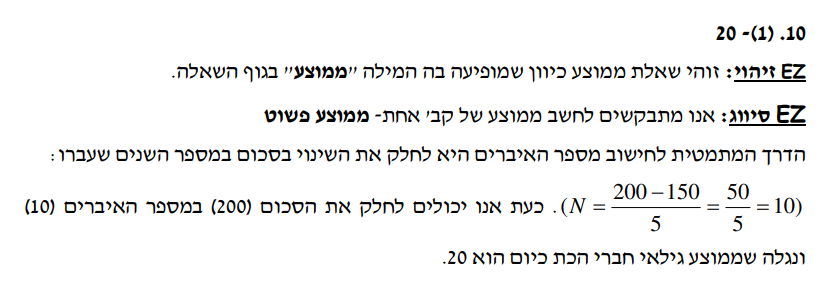 10. (1)- 20
EZ זיהוי: זוהי שאלת ממוצע כיוון שמופיעה בה המילה "ממוצע" בגוף השאלה.
EZ סיווג: אנו מתבקשים לחשב ממוצע של קב' אחת- ממוצע פשוט
הדרך המתמטית לחישוב מספר האיברים היא לחלק את השינוי בסכום במספר השנים שעברו:
(N = \frac{200-150}{5} = \frac{50}{5} = 10). כעת אנו יכולים לחלק את הסכום (200) במספר האיברים (10)
ונגלה שממוצע גילאי חברי הכת כיום הוא 20.